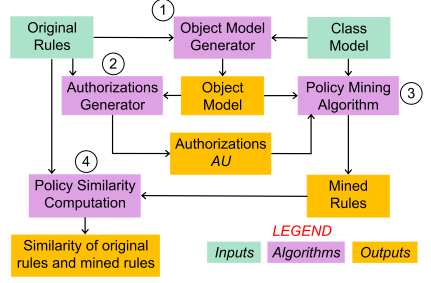 1
Original
Rules
Object Model
Generator
Class
Model
2
Authorizations
Generator
Object
Model
Policy Mining
Algorithm
3
Authorizations
AU
4
Policy Similarity
Computation
Mined
Rules
LEGEND
Similarity of original
rules and mined rules
Inputs
Algorithms
Outputs